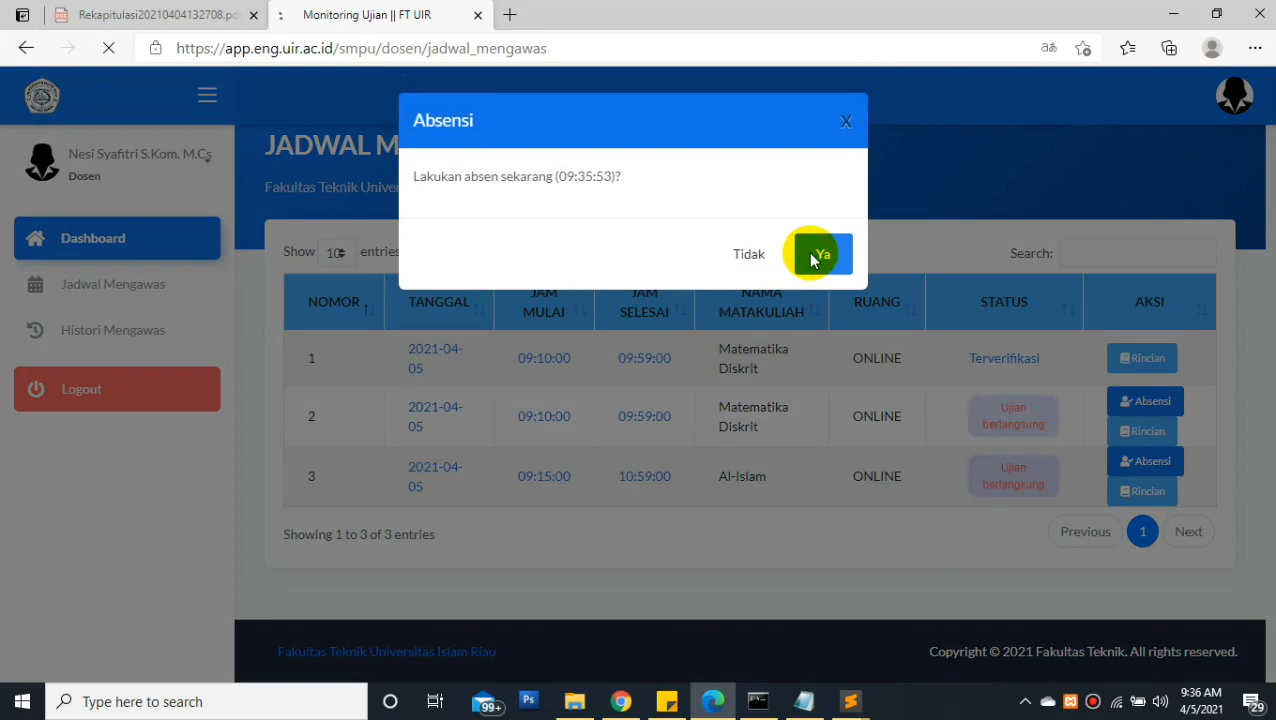 Rekapitulasi20210404132708.pd
Monitoring Ujian || FT UIR
https://app.eng.uir.ac.id/smpu/dosen/jadwal_mengawas
Absensi
X
Nesi Syafitri S.Kom. M.Cs
Dosen
JADWAL M
Fakultas Teknik Univer
Lakukan absen sekarang (09:35:53)?
Tidak
Ya
Dashboard
Jadwal Mengawas
Histori Mengawas
Logout
Show 10 entries
Search:
NOMOR TANGGAL JAM MULAI JAM SELESAI NAMA MATAKULIAH RUANG STATUS AKSI
1 2021-04-05 09:10:00 09:59:00 Matematika Diskrit ONLINE Terverifikasi Rincian
2 2021-04-05 09:10:00 09:59:00 Matematika Diskrit ONLINE Ujian berlangsung Absensi Rincian
3 2021-04-05 09:15:00 10:59:00 Al-Islam ONLINE Ujian berlangsung Absensi Rincian
Showing 1 to 3 of 3 entries
Previous 1 Next
Fakultas Teknik Universitas Islam Riau
Copyright © 2021 Fakultas Teknik. All rights reserved.
Type here to search
99+
Ps
9:36 AM
4/5/2021
29